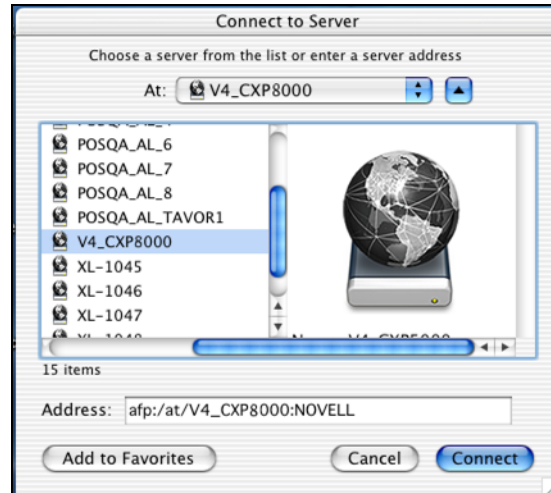 Connect to Server
Choose a server from the list or enter a server address
At: V4_CXP8000
POSQA_AL_6
POSQA_AL_7
POSQA_AL_8
POSQA_AL_TAVOR1
V4_CXP8000
XL-1045
XL-1046
XL-1047
15 items
Address: afp:/at/V4_CXP8000:NOVELL
Add to Favorites
Cancel Connect